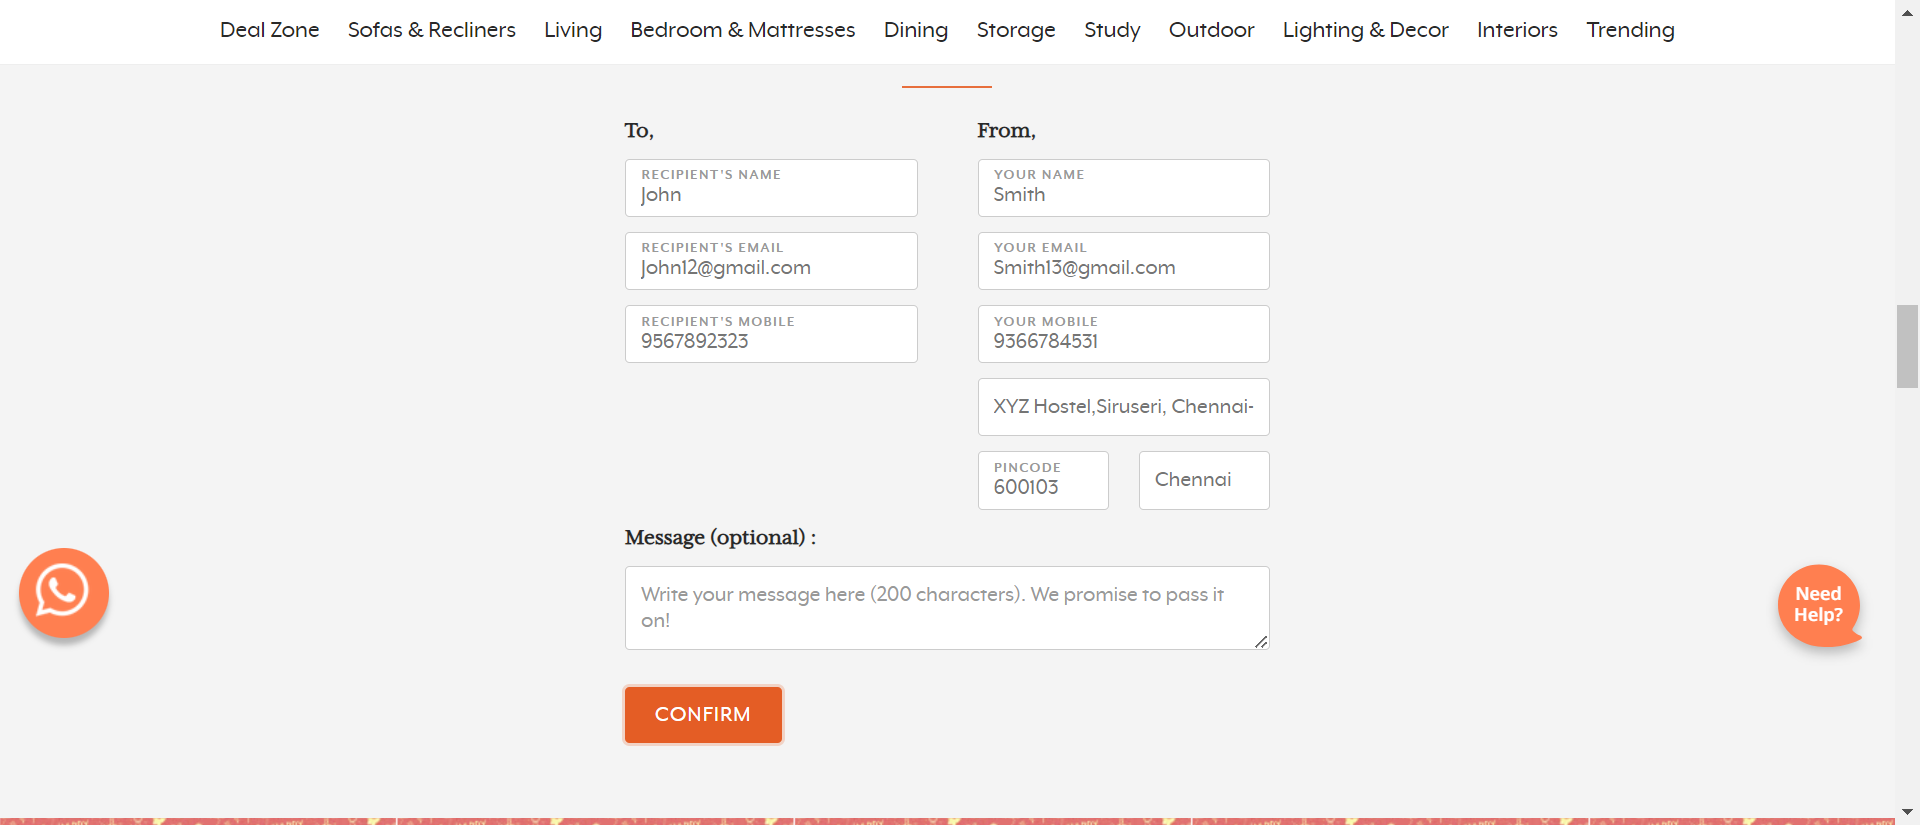 Deal Zone Sofas & Recliners Living Bedroom & Mattresses Dining Storage Study Outdoor Lighting & Decor Interiors Trending
To,
RECIPIENT'S NAME
John
RECIPIENT'S EMAIL
John12@gmail.com
RECIPIENT'S MOBILE
9567892323
From,
YOUR NAME
Smith
YOUR EMAIL
Smith13@gmail.com
YOUR MOBILE
9366784531
XYZ Hostel,Siruseri, Chennai-
PINCODE
600103
Chennai
Message (optional) :
Write your message here (200 characters). We promise to pass it
on!
CONFIRM
Need
Help?